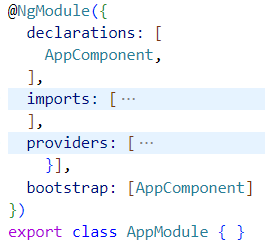 @NgModule({
  declarations: [
    AppComponent,
  ],
  imports: [ ···
  ],
  providers: [ ···
    }],
  bootstrap: [AppComponent]
})
export class AppModule { }